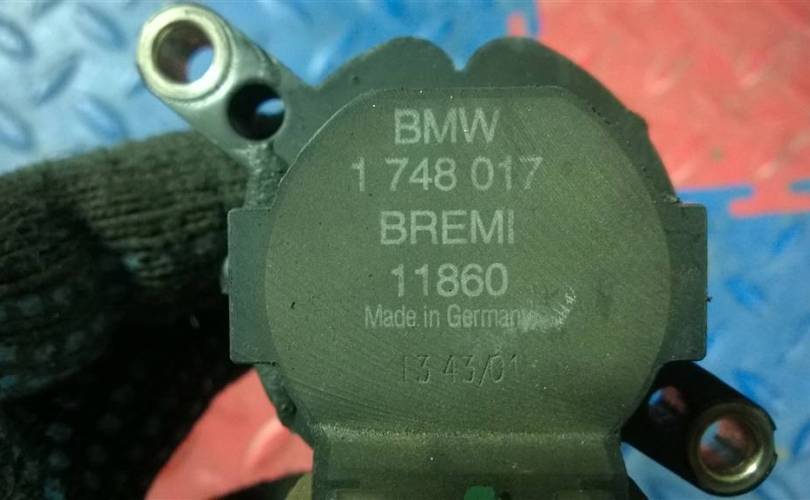 BMW
1 748 017
BREMI
11860
Made in Germany
13 43/01